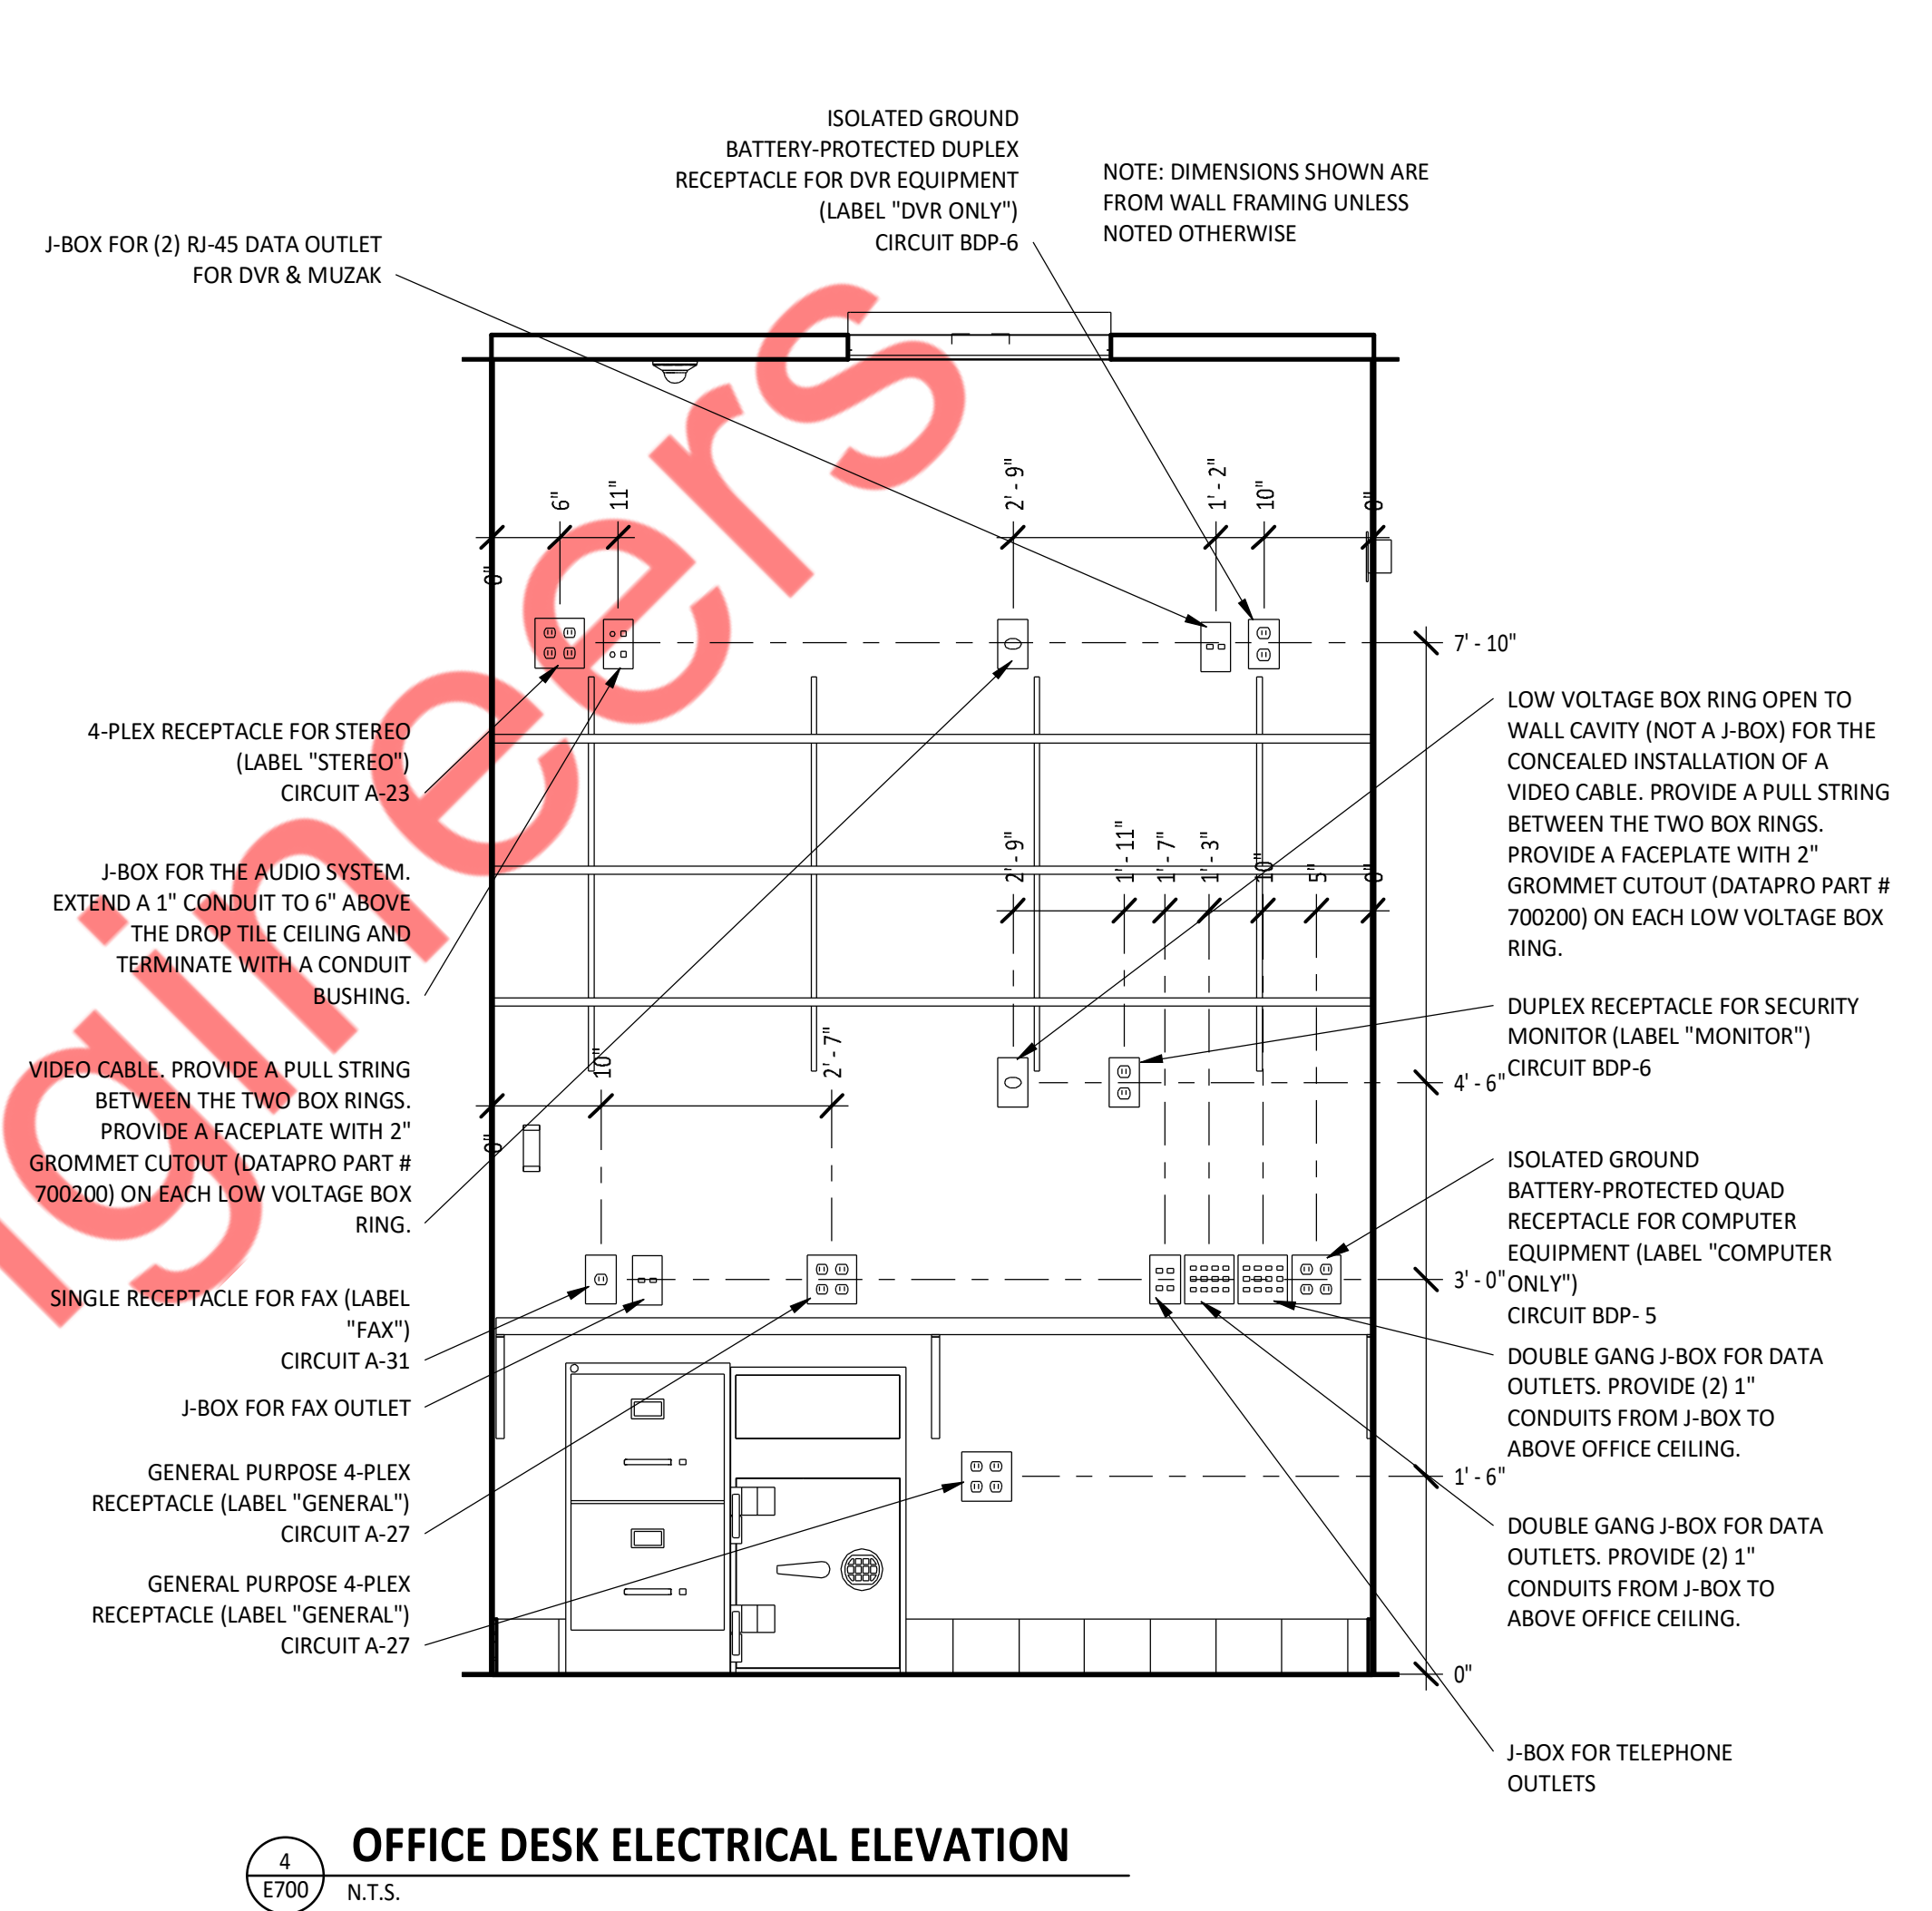 ISOLATED GROUND
BATTERY-PROTECTED DUPLEX
RECEPTACLE FOR DVR EQUIPMENT
(LABEL "DVR ONLY")
CIRCUIT BDP-6
NOTE: DIMENSIONS SHOWN ARE
FROM WALL FRAMING UNLESS
NOTED OTHERWISE
J-BOX FOR (2) RJ-45 DATA OUTLET
FOR DVR & MUZAK
0"
6"
11"
2' - 9"
1' - 2"
10"
0"
7' - 10"
4-PLEX RECEPTACLE FOR STEREO
(LABEL "STEREO")
CIRCUIT A-23
J-BOX FOR THE AUDIO SYSTEM.
EXTEND A 1" CONDUIT TO 6" ABOVE
THE DROP TILE CEILING AND
TERMINATE WITH A CONDUIT
BUSHING.
VIDEO CABLE. PROVIDE A PULL STRING
BETWEEN THE TWO BOX RINGS.
PROVIDE A FACEPLATE WITH 2"
GROMMET CUTOUT (DATAPRO PART #
700200) ON EACH LOW VOLTAGE BOX
RING.
SINGLE RECEPTACLE FOR FAX (LABEL
"FAX")
CIRCUIT A-31
J-BOX FOR FAX OUTLET
GENERAL PURPOSE 4-PLEX
RECEPTACLE (LABEL "GENERAL")
CIRCUIT A-27
GENERAL PURPOSE 4-PLEX
RECEPTACLE (LABEL "GENERAL")
CIRCUIT A-27
2' - 9"
1' - 11"
1' - 7"
1' - 3"
10"
5"
0"
0"
10"
2' - 7"
LOW VOLTAGE BOX RING OPEN TO
WALL CAVITY (NOT A J-BOX) FOR THE
CONCEALED INSTALLATION OF A
VIDEO CABLE. PROVIDE A PULL STRING
BETWEEN THE TWO BOX RINGS.
PROVIDE A FACEPLATE WITH 2"
GROMMET CUTOUT (DATAPRO PART #
700200) ON EACH LOW VOLTAGE BOX
RING.
DUPLEX RECEPTACLE FOR SECURITY
MONITOR (LABEL "MONITOR")
CIRCUIT BDP-6
4' - 6"
ISOLATED GROUND
BATTERY-PROTECTED QUAD
RECEPTACLE FOR COMPUTER
EQUIPMENT (LABEL "COMPUTER
ONLY")
CIRCUIT BDP- 5
3' - 0"
DOUBLE GANG J-BOX FOR DATA
OUTLETS. PROVIDE (2) 1"
CONDUITS FROM J-BOX TO
ABOVE OFFICE CEILING.
1' - 6"
DOUBLE GANG J-BOX FOR DATA
OUTLETS. PROVIDE (2) 1"
CONDUITS FROM J-BOX TO
ABOVE OFFICE CEILING.
0"
J-BOX FOR TELEPHONE
OUTLETS
gineers
4
E700
OFFICE DESK ELECTRICAL ELEVATION
N.T.S.